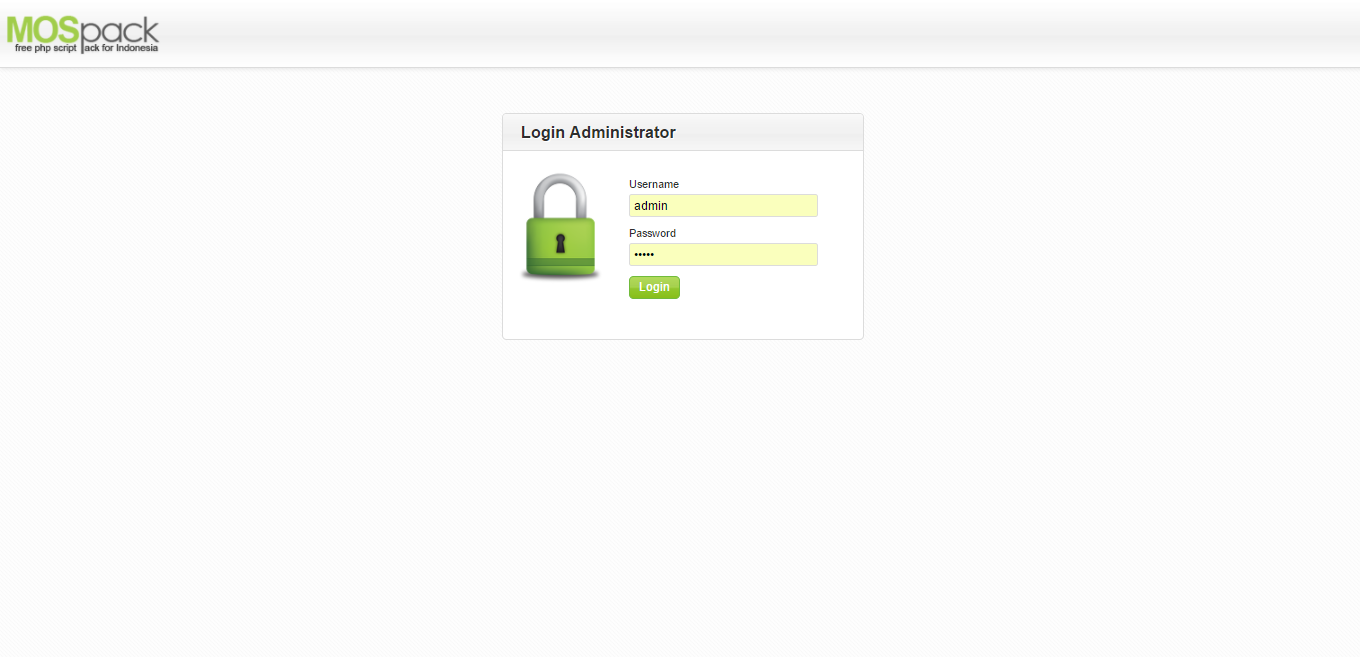 MOSpack
free php script pack for Indonesia
Login Administrator
Username
admin
Password
•••••
Login